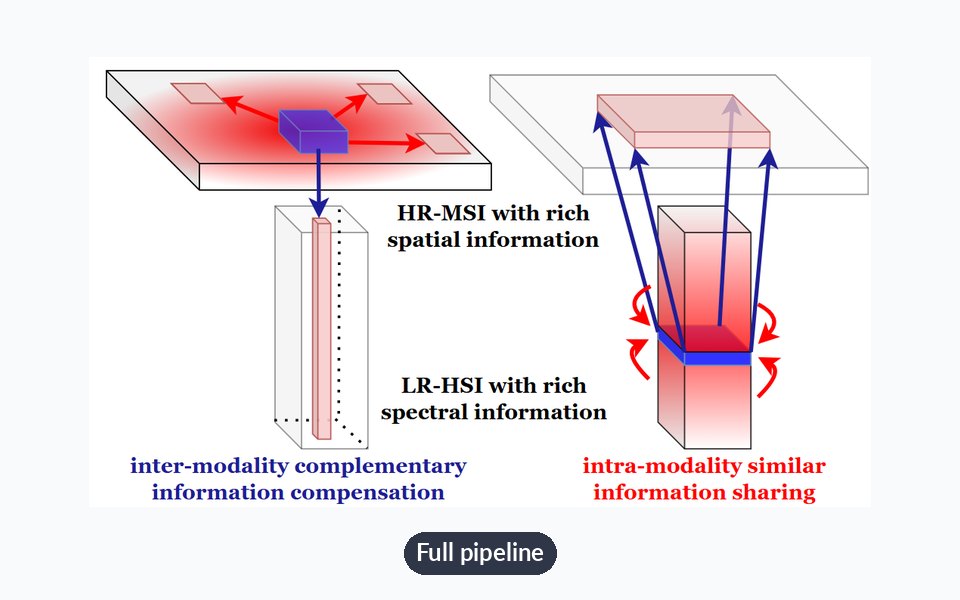 HR-MSI with rich
spatial information
LR-HSI with rich
spectral information
inter-modality complementary
information compensation
intra-modality similar
information sharing
Full pipeline